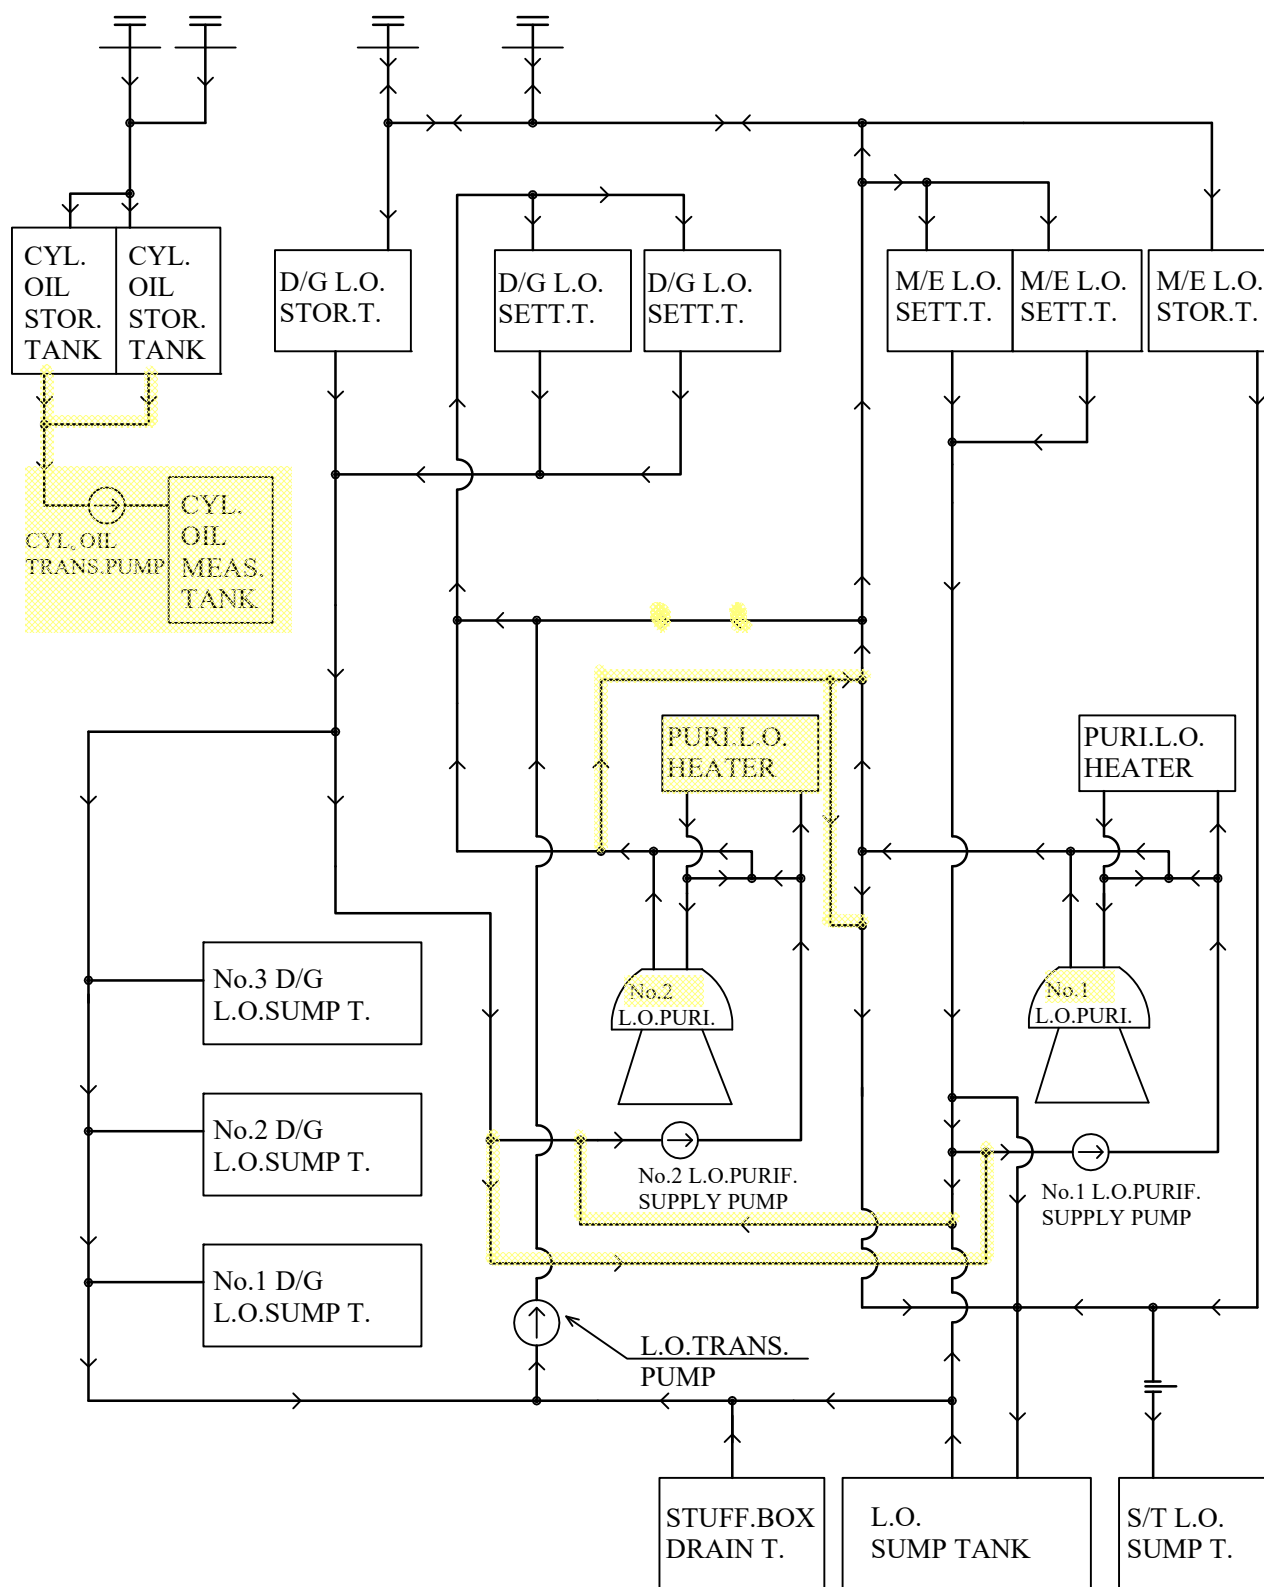 CYL.
OIL
STOR.
TANK
CYL.
OIL
STOR.
TANK
D/G L.O.
STOR.T.
D/G L.O.
SETT.T.
D/G L.O.
SETT.T.
M/E L.O.
SETT.T.
M/E L.O.
SETT.T.
M/E L.O.
STOR.T.
CYL. OIL
TRANS.PUMP
CYL.
OIL
MEAS.
TANK
PURI.L.O.
HEATER
PURI.L.O.
HEATER
No.3 D/G
L.O.SUMP T.
No.2
L.O.PURI.
No.1
L.O.PURI.
No.2 D/G
L.O.SUMP T.
No.2 L.O.PURIF.
SUPPLY PUMP
No.1 L.O.PURIF.
SUPPLY PUMP
No.1 D/G
L.O.SUMP T.
L.O.TRANS.
PUMP
STUFF.BOX
DRAIN T.
L.O.
SUMP TANK
S/T L.O.
SUMP T.